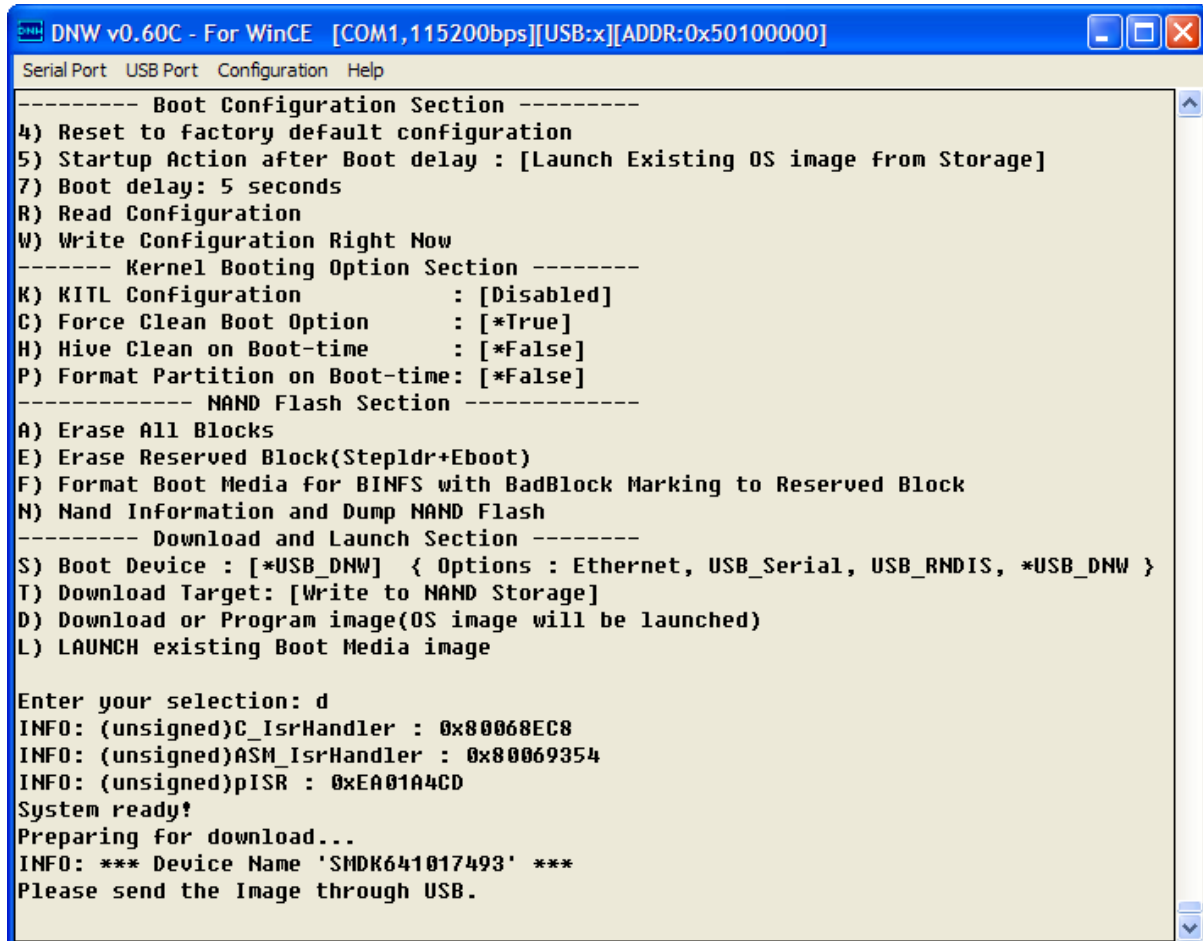 DNW v0.60C - For WinCE [COM1,115200bps][USB:x][ADDR:0x50100000]
Serial Port USB Port Configuration Help
--------- Boot Configuration Section ---------
4) Reset to factory default configuration
5) Startup Action after Boot delay : [Launch Existing OS image from Storage]
7) Boot delay: 5 seconds
R) Read Configuration
W) Write Configuration Right Now
------- Kernel Booting Option Section --------
K) KITL Configuration             : [Disabled]
C) Force Clean Boot Option        : [*True]
H) Hive Clean on Boot-time        : [*False]
P) Format Partition on Boot-time: [*False]
------------- NAND Flash Section -------------
A) Erase All Blocks
E) Erase Reserved Block(Stepldr+Eboot)
F) Format Boot Media for BINFS with BadBlock Marking to Reserved Block
N) Nand Information and Dump NAND Flash
--------- Download and Launch Section --------
S) Boot Device : [*USB_DNW]  { Options : Ethernet, USB_Serial, USB_RNDIS, *USB_DNW }
T) Download Target: [Write to NAND Storage]
D) Download or Program image(OS image will be launched)
L) LAUNCH existing Boot Media image
Enter your selection: d
INFO: (unsigned)C_IsrHandler : 0x80068EC8
INFO: (unsigned)ASM_IsrHandler : 0x80069354
INFO: (unsigned)pISR : 0xEA01A4CD
System ready!
Preparing for download...
INFO: *** Device Name 'SMDK641017493' ***
Please send the Image through USB.